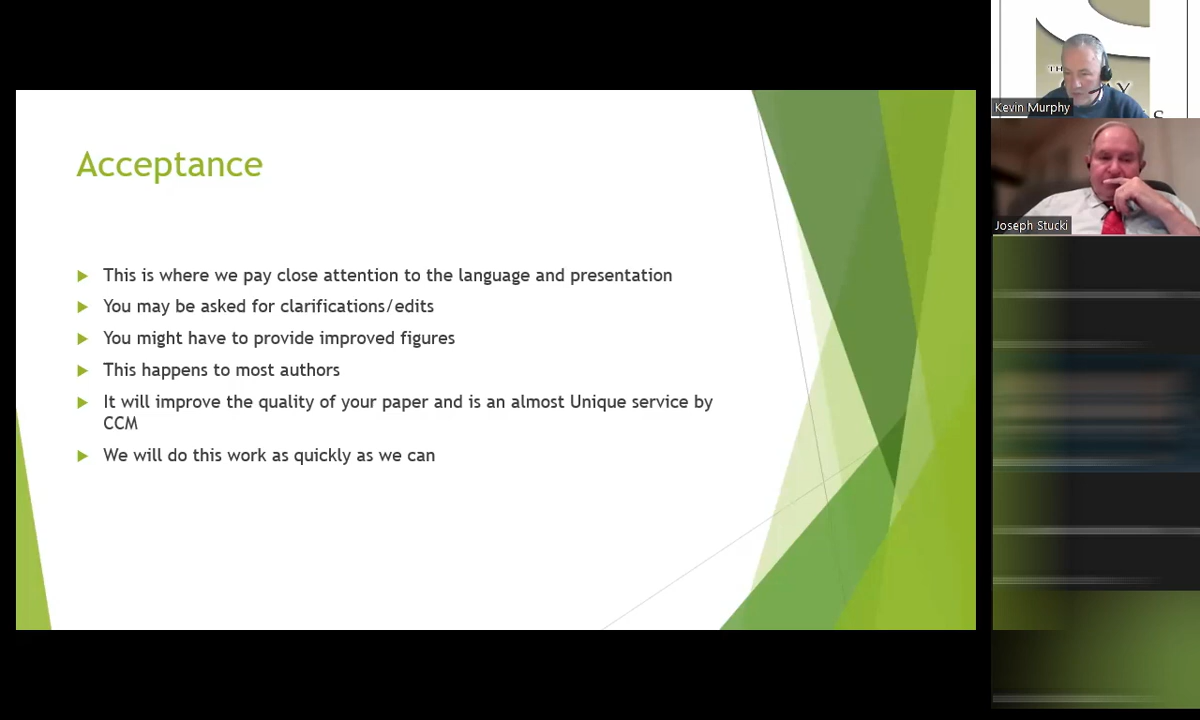 Acceptance
This is where we pay close attention to the language and presentation
You may be asked for clarifications/edits
You might have to provide improved figures
This happens to most authors
It will improve the quality of your paper and is an almost Unique service by
CCM
We will do this work as quickly as we can
Kevin Murphy
Joseph Stucki